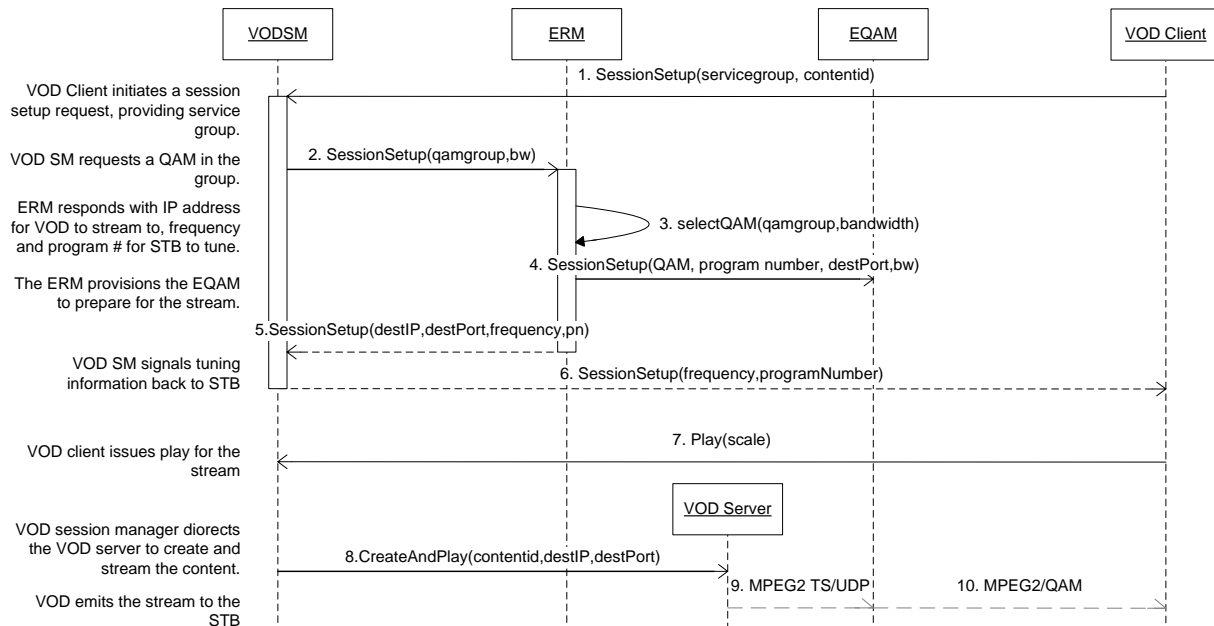 VODSM
ERM
EQAM
VOD Client
1. SessionSetup(servicegroup, contentid)
VOD Client initiates a session
setup request, providing service
group.
2. SessionSetup(qamgroup,bw)
VOD SM requests a QAM in the
group.
ERM responds with IP address
for VOD to stream to, frequency
and program # for STB to tune.
3. selectQAM(qamgroup,bandwidth)
4. SessionSetup(QAM, program number, destPort,bw)
The ERM provisions the EQAM
to prepare for the stream.
5.SessionSetup(destIP,destPort,frequency,pn)
VOD SM signals tuning
information back to STB
6. SessionSetup(frequency,programNumber)
7. Play(scale)
VOD client issues play for the
stream
VOD Server
VOD session manager diorects
the VOD server to create and
stream the content.
8.CreateAndPlay(contentid,destIP,destPort)
9. MPEG2 TS/UDP
10. MPEG2/QAM
VOD emits the stream to the
STB